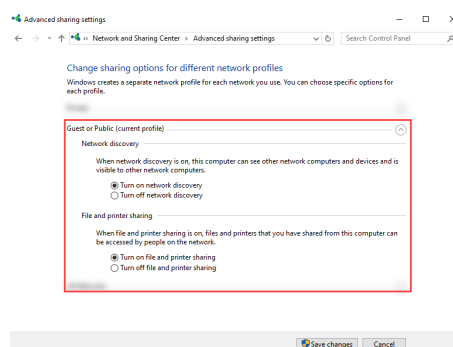 Advanced sharing settings
« Network and Sharing Center > Advanced sharing settings
Search Control Panel
Change sharing options for different network profiles
Windows creates a separate network profile for each network you use. You can choose specific options for
each profile.
Guest or Public (current profile)
Network discovery
When network discovery is on, this computer can see other network computers and devices and is
visible to other network computers.
Turn on network discovery
Turn off network discovery
File and printer sharing
When file and printer sharing is on, files and printers that you have shared from this computer can
be accessed by people on the network.
Turn on file and printer sharing
Turn off file and printer sharing
Save changes
Cancel